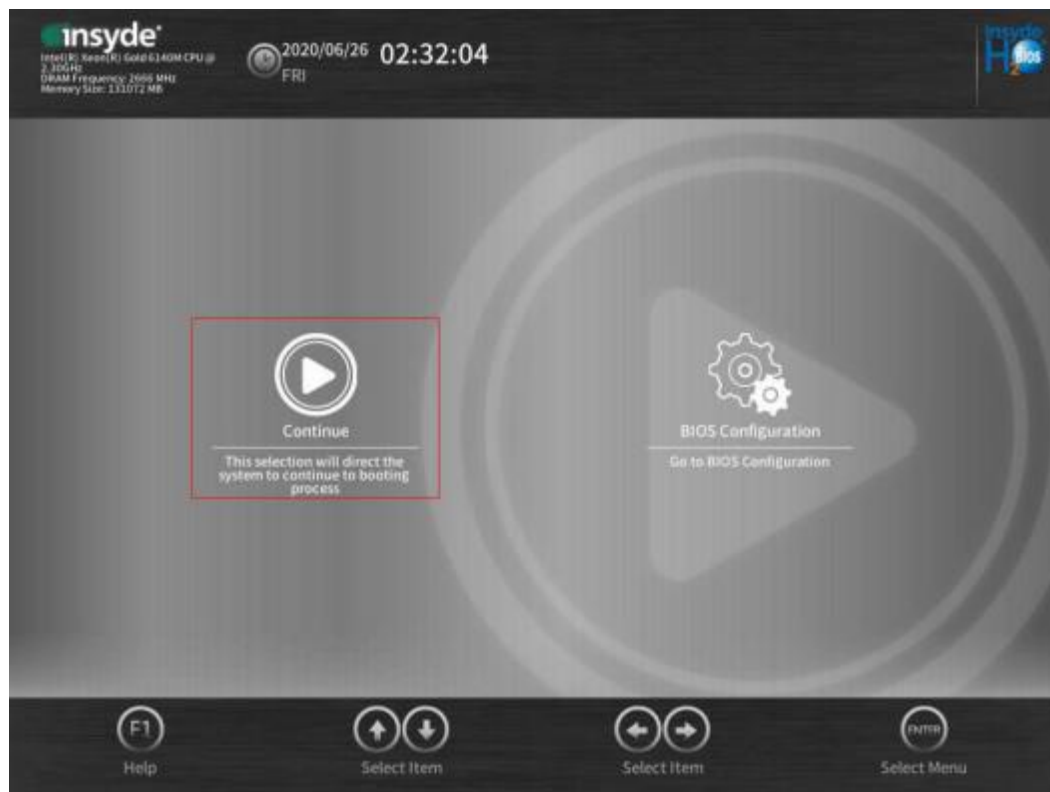 insyde
Intel(R) Xeon(R) Gold 6140M CPU @
2.30GHz
DRAM Frequency: 2666 MHz
Memory Size: 131072 MB
2020/06/26 02:32:04
FRI
insyde
H2O BIOS
Continue
This selection will direct the
system to continue to booting
process
BIOS Configuration
Go to BIOS Configuration
F1
Help
Select Item
Select Item
ENTER
Select Menu